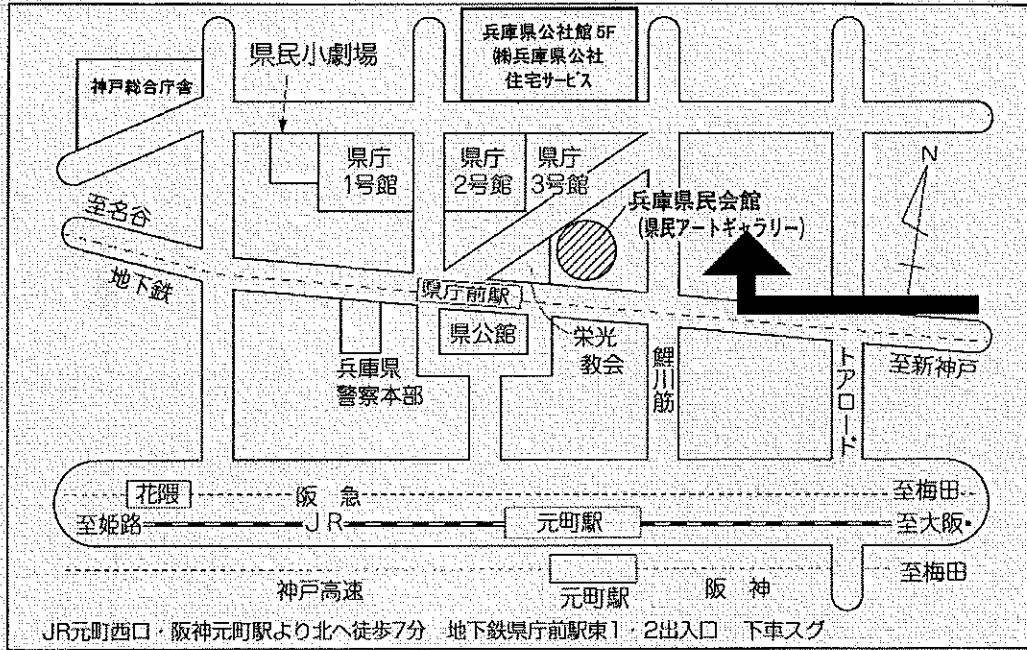 兵庫県公社館5F
㈱兵庫県公社
住宅サービス
県民小劇場
神戸総合庁舎
県庁
1号館
県庁
2号館
県庁
3号館
N
兵庫県民会館
(県民アートギャラリー)
至名谷
地下鉄
県庁前駅
県公館
栄光
教会
兵庫県
警察本部
鯉川筋
トアロード
至新神戸
花隈
阪急
至梅田
至姫路
JR
元町駅
至大阪
神戸高速
元町駅
阪神
至梅田
JR元町西口・阪神元町駅より北へ徒歩7分 地下鉄県庁前駅東1・2出入口 下車スグ